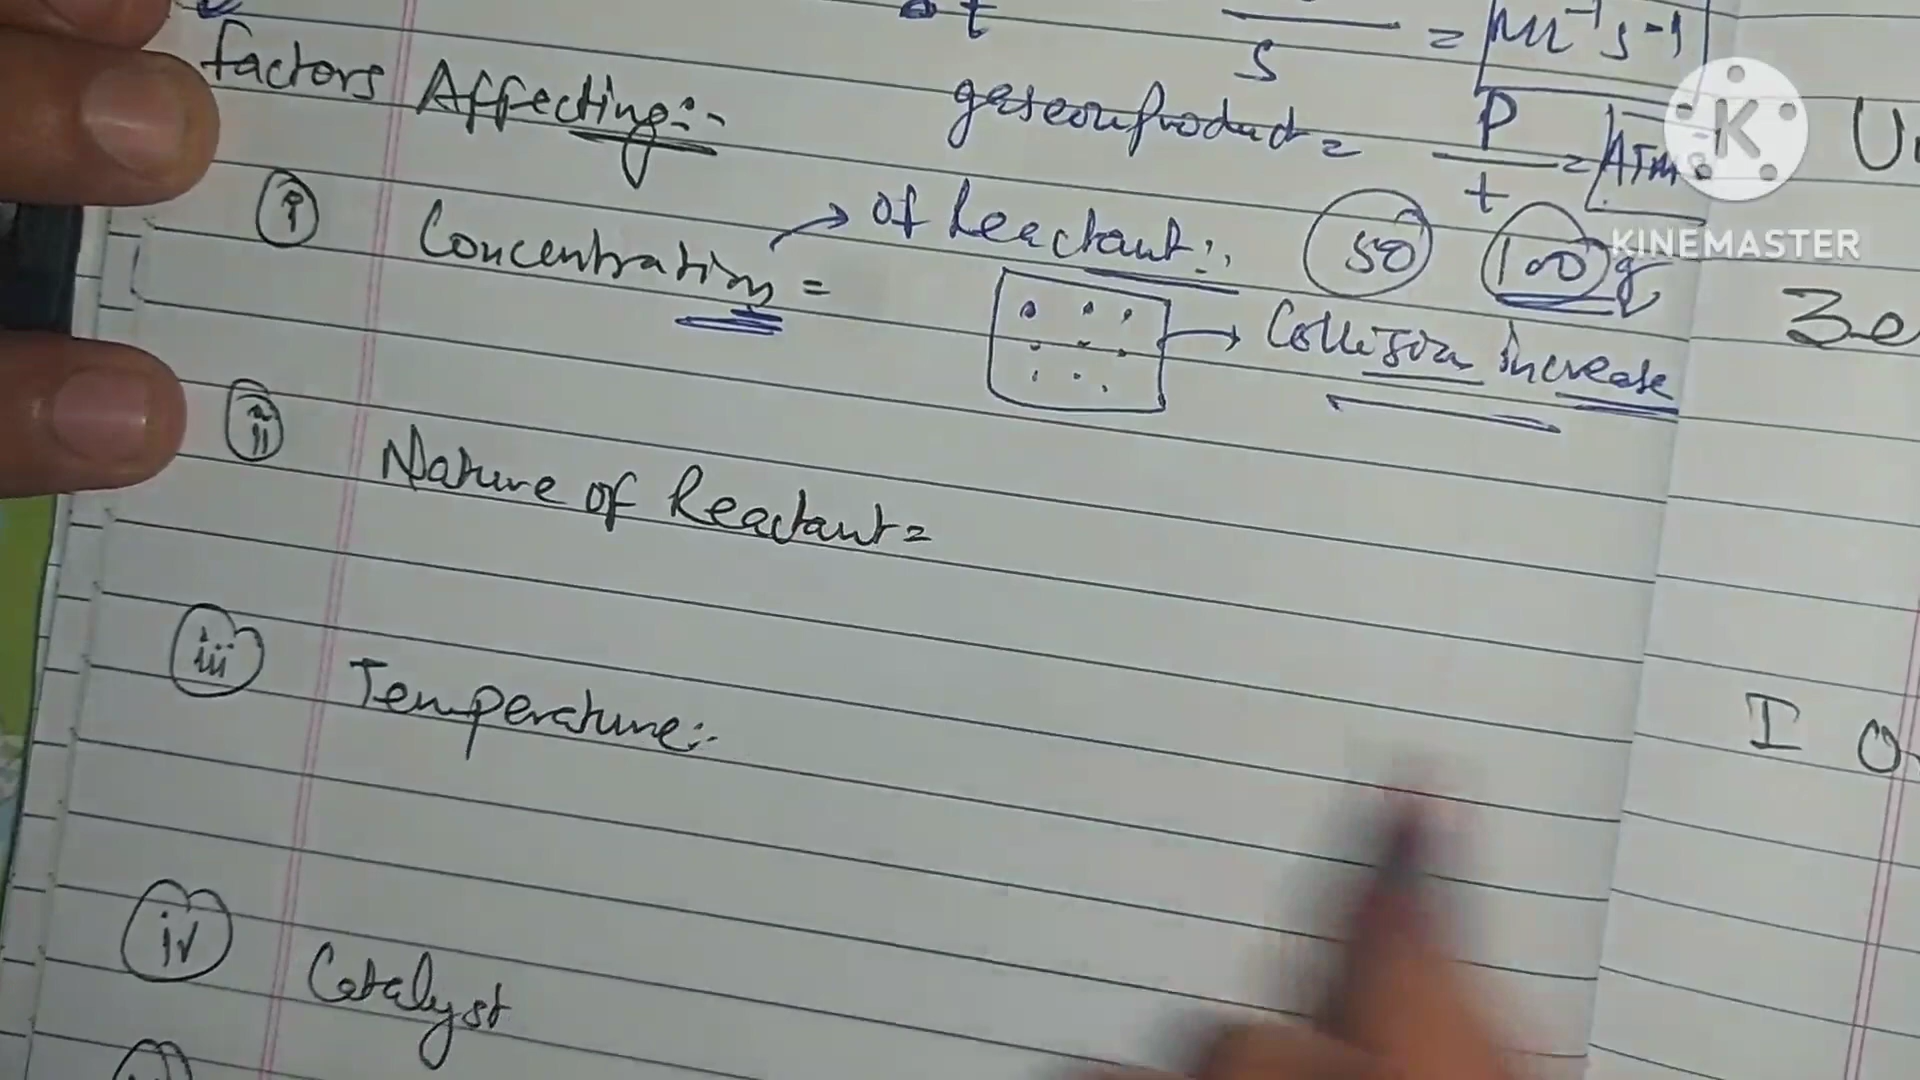 Δt
S
= M⁻¹ s⁻¹
factors Affecting:-
gaseous product = P/t = Atm
(i) Concentration = → of Reactant:. 50 100 g
→ Collision increase
(ii) Nature of Reactant =
(iii) Temperature:-
(iv) Catalyst
KINEMASTER
K
I O